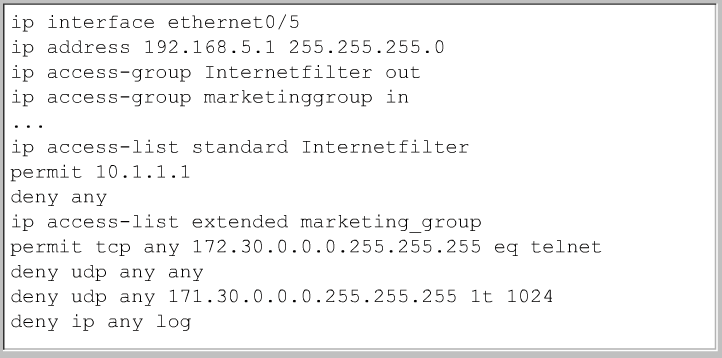 ip interface ethernet0/5
ip address 192.168.5.1 255.255.255.0
ip access-group Internetfilter out
ip access-group marketinggroup in
...
ip access-list standard Internetfilter
permit 10.1.1.1
deny any
ip access-list extended marketing_group
permit tcp any 172.30.0.0.0.255.255.255 eq telnet
deny udp any any
deny udp any 171.30.0.0.0.255.255.255 1t 1024
deny ip any log